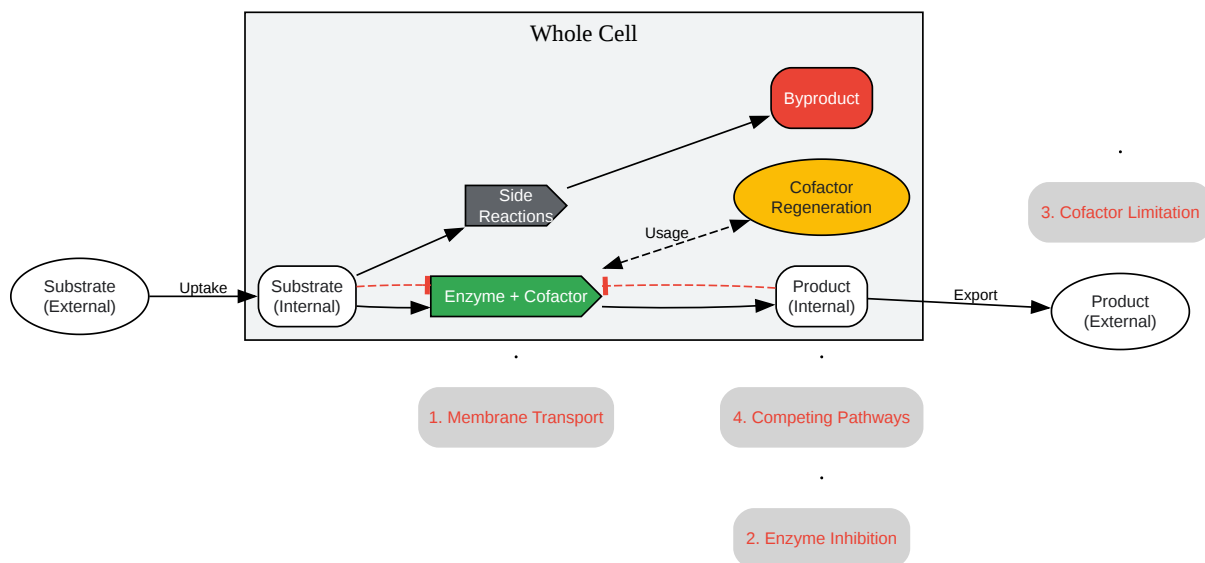 Whole Cell
Byproduct
Side
Reactions
Cofactor
Regeneration
3. Cofactor Limitation
Usage
Substrate
(External)
Uptake
Substrate
(Internal)
Enzyme + Cofactor
Product
(Internal)
Export
Product
(External)
1. Membrane Transport
4. Competing Pathways
2. Enzyme Inhibition